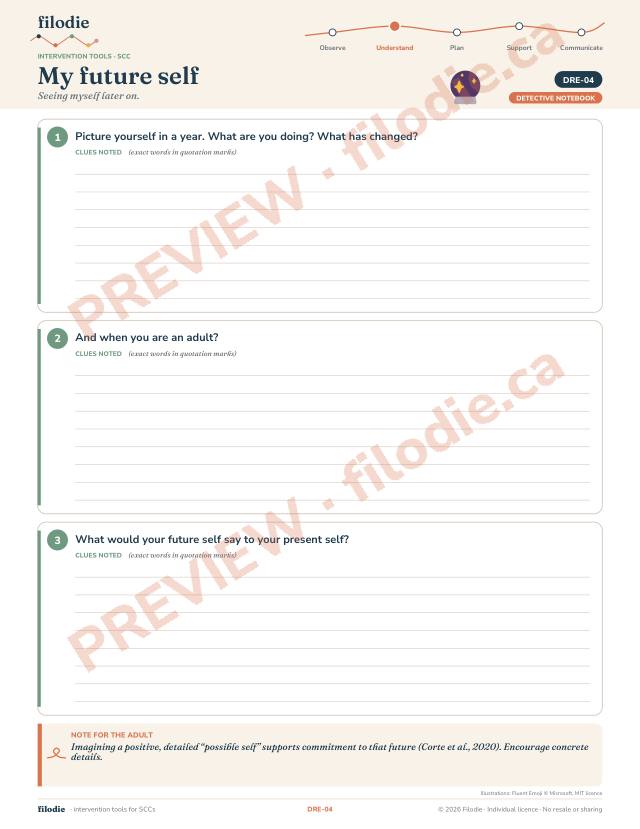 filodie
Observe Understand Plan Support Communicate
INTERVENTION TOOLS · SCC
My future self
Seeing myself later on.
DRE-04
DETECTIVE NOTEBOOK
1 Picture yourself in a year. What are you doing? What has changed?
CLUES NOTED (exact words in quotation marks)
PREVIEW · filodie.ca
2 And when you are an adult?
CLUES NOTED (exact words in quotation marks)
PREVIEW · filodie.ca
3 What would your future self say to your present self?
CLUES NOTED (exact words in quotation marks)
NOTE FOR THE ADULT
Imagining a positive, detailed “possible self” supports commitment to that future (Corte et al., 2020). Encourage concrete
details.
Illustrations: Fluent Emoji © Microsoft, MIT licence
filodie · intervention tools for SCCs DRE-04 © 2026 Filodie · Individual licence · No resale or sharing